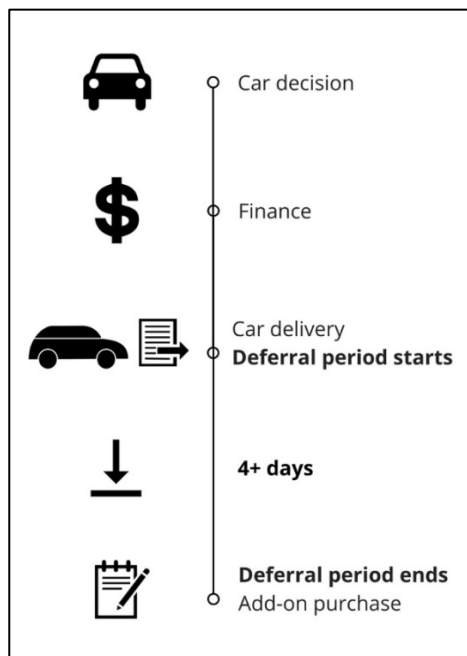 Car decision
$
Finance
Car delivery
Deferral period starts
4+ days
Deferral period ends
Add-on purchase